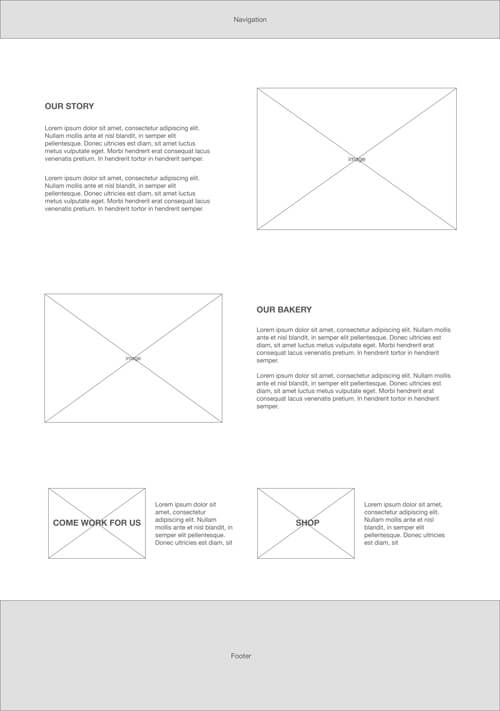 Navigation
OUR STORY
Lorem ipsum dolor sit amet, consectetur adipiscing elit.
Nullam mollis ante et nisl blandit, in semper elit
pellentesque. Donec ultricies est diam, sit amet luctus
metus vulputate eget. Morbi hendrerit erat consequat lacus
venenatis pretium. In hendrerit tortor in hendrerit semper.
Lorem ipsum dolor sit amet, consectetur adipiscing elit.
Nullam mollis ante et nisl blandit, in semper elit
pellentesque. Donec ultricies est diam, sit amet luctus
metus vulputate eget. Morbi hendrerit erat consequat lacus
venenatis pretium. In hendrerit tortor in hendrerit semper.
image
image
OUR BAKERY
Lorem ipsum dolor sit amet, consectetur adipiscing elit. Nullam mollis
ante et nisl blandit, in semper elit pellentesque. Donec ultricies est
diam, sit amet luctus metus vulputate eget. Morbi hendrerit erat
consequat lacus venenatis pretium. In hendrerit tortor in hendrerit
semper.
Lorem ipsum dolor sit amet, consectetur adipiscing elit. Nullam mollis
ante et nisl blandit, in semper elit pellentesque. Donec ultricies est
diam, sit amet luctus metus vulputate eget. Morbi hendrerit erat
consequat lacus venenatis pretium. In hendrerit tortor in hendrerit
semper.
COME WORK FOR US
Lorem ipsum dolor sit
amet, consectetur
adipiscing elit. Nullam
mollis ante et nisl blandit, in
semper elit pellentesque.
Donec ultricies est diam, sit
SHOP
Lorem ipsum dolor sit amet,
consectetur adipiscing elit.
Nullam mollis ante et nisl
blandit, in semper elit
pellentesque. Donec ultricies
est diam, sit
Footer